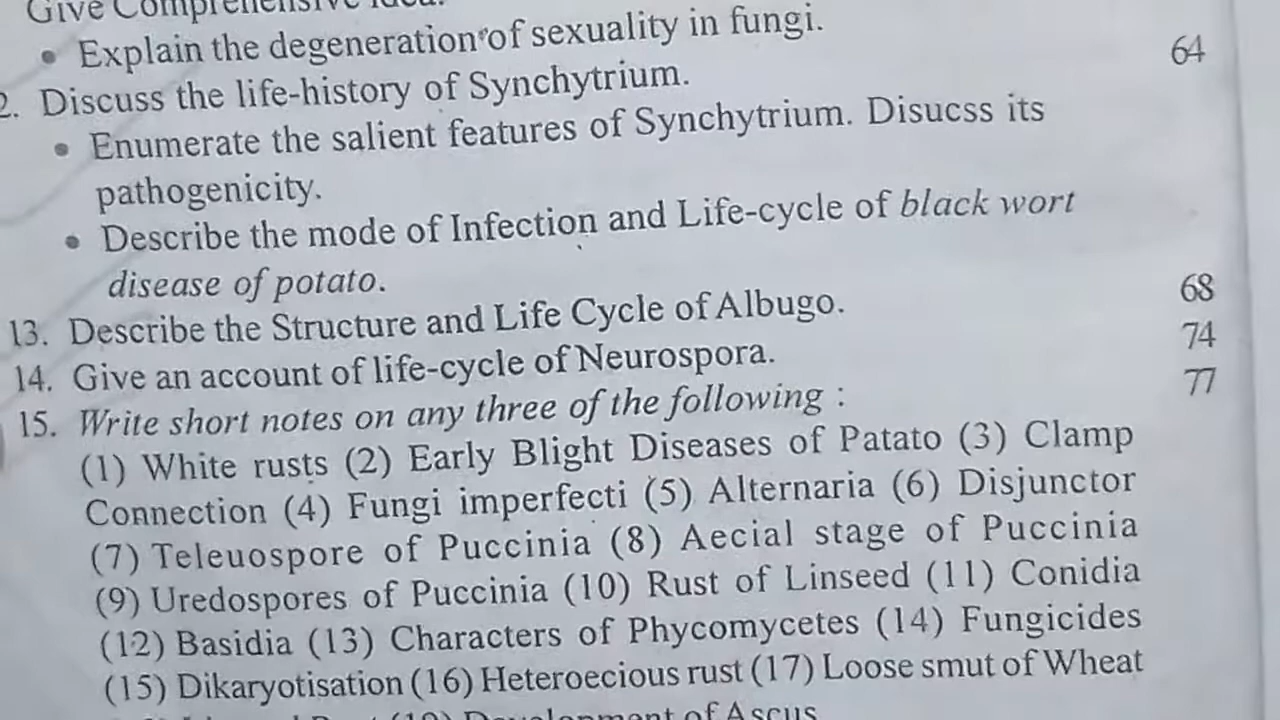 Give Comprehensive idea.
• Explain the degeneration of sexuality in fungi.
2. Discuss the life-history of Synchytrium. 64
• Enumerate the salient features of Synchytrium. Disucss its
pathogenicity.
• Describe the mode of Infection and Life-cycle of black wort
disease of potato.
13. Describe the Structure and Life Cycle of Albugo. 68
14. Give an account of life-cycle of Neurospora. 74
15. Write short notes on any three of the following : 77
(1) White rusts (2) Early Blight Diseases of Patato (3) Clamp
Connection (4) Fungi imperfecti (5) Alternaria (6) Disjunctor
(7) Teleuospore of Puccinia (8) Aecial stage of Puccinia
(9) Uredospores of Puccinia (10) Rust of Linseed (11) Conidia
(12) Basidia (13) Characters of Phycomycetes (14) Fungicides
(15) Dikaryotisation (16) Heteroecious rust (17) Loose smut of Wheat
Development of Ascus